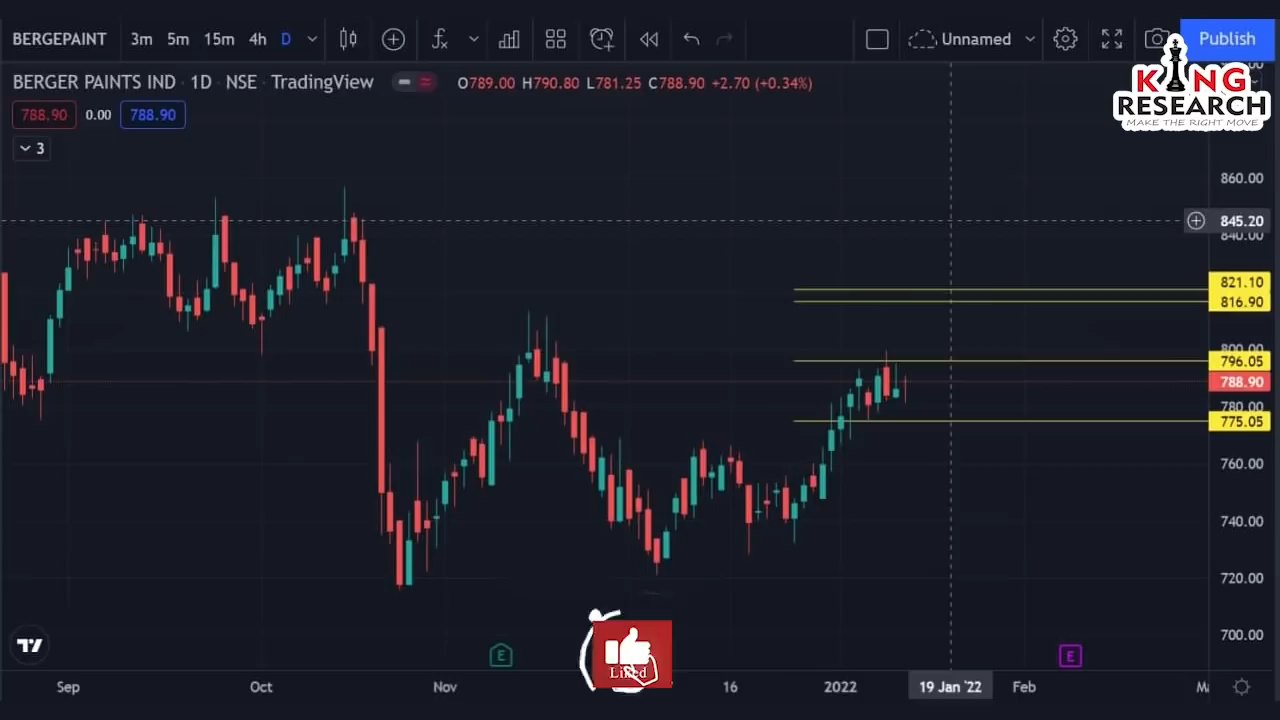 BERGEPAINT 3m 5m 15m 4h D Unnamed Publish
BERGER PAINTS IND · 1D · NSE · TradingView O789.00 H790.80 L781.25 C788.90 +2.70 (+0.34%)
KING
RESEARCH
MAKE THE RIGHT MOVE
788.90 0.00 788.90
3
860.00
845.20
840.00
821.10
816.90
800.00
796.05
788.90
780.00
775.05
760.00
740.00
720.00
700.00
E E
Liked
Sep Oct Nov 16 2022 19 Jan '22 Feb